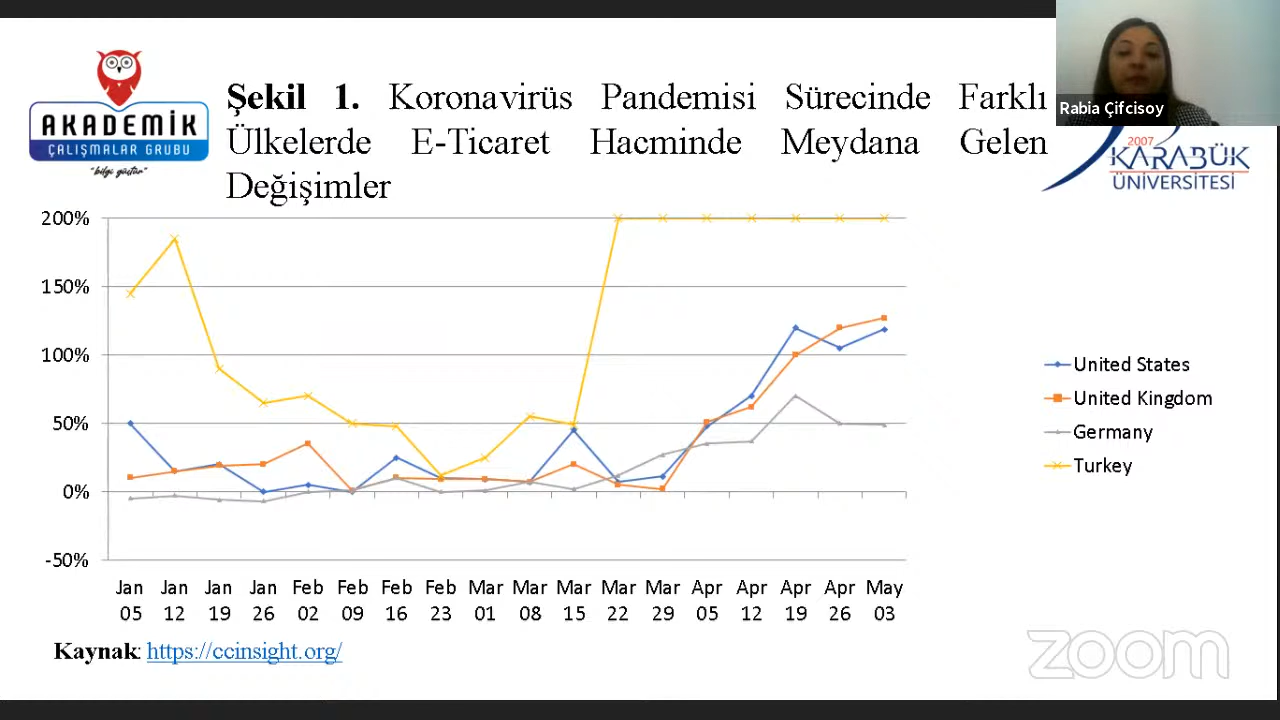 AKADEMİK
ÇALIŞMALAR GRUBU
"bilgi güçtür"
Şekil 1. Koronavirüs Pandemisi Sürecinde Farklı
Ülkelerde E-Ticaret Hacminde Meydana Gelen
Değişimler
Rabia Çifcisoy
2007
KARABÜK
ÜNİVERSİTESİ
200%
150%
100%
50%
0%
-50%
Jan Jan Jan Jan Feb Feb Feb Feb Mar Mar Mar Mar Mar Apr Apr Apr Apr May
05 12 19 26 02 09 16 23 01 08 15 22 29 05 12 19 26 03
United States
United Kingdom
Germany
Turkey
Kaynak: https://ccinsight.org/
zoom